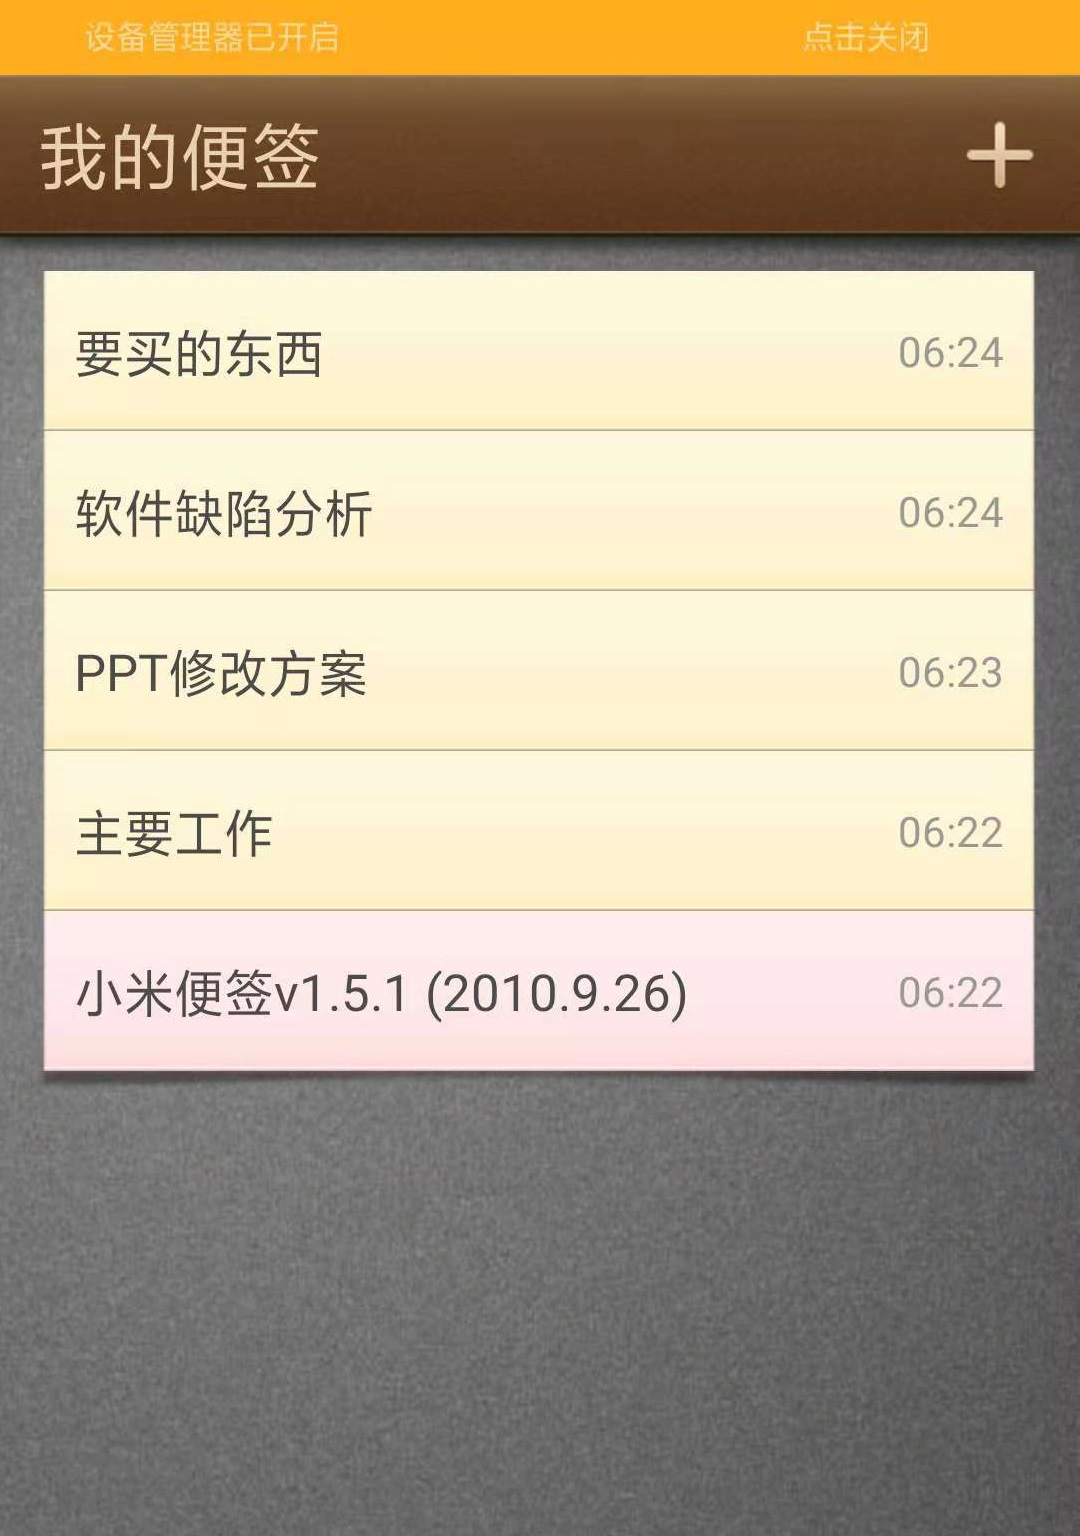 设备管理器已开启 点击关闭
我的便签
要买的东西 06:24
软件缺陷分析 06:24
PPT修改方案 06:23
主要工作 06:22
小米便签v1.5.1 (2010.9.26) 06:22